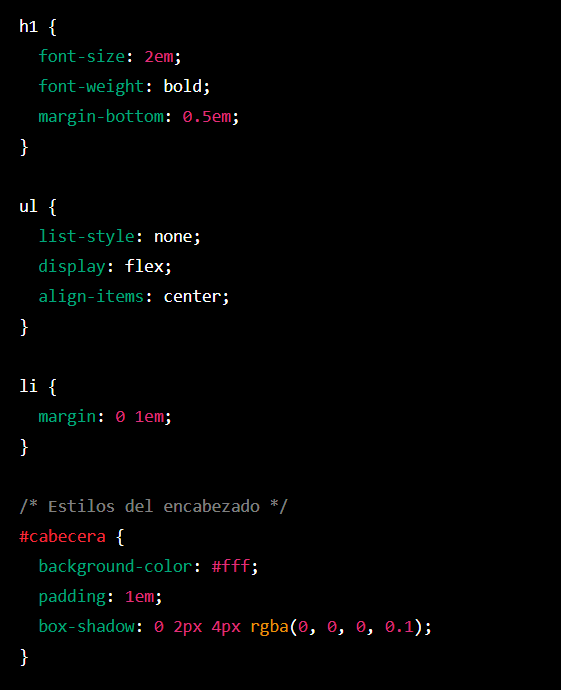 h1 {
  font-size: 2em;
  font-weight: bold;
  margin-bottom: 0.5em;
}

ul {
  list-style: none;
  display: flex;
  align-items: center;
}

li {
  margin: 0 1em;
}

/* Estilos del encabezado */
#cabecera {
  background-color: #fff;
  padding: 1em;
  box-shadow: 0 2px 4px rgba(0, 0, 0, 0.1);
}